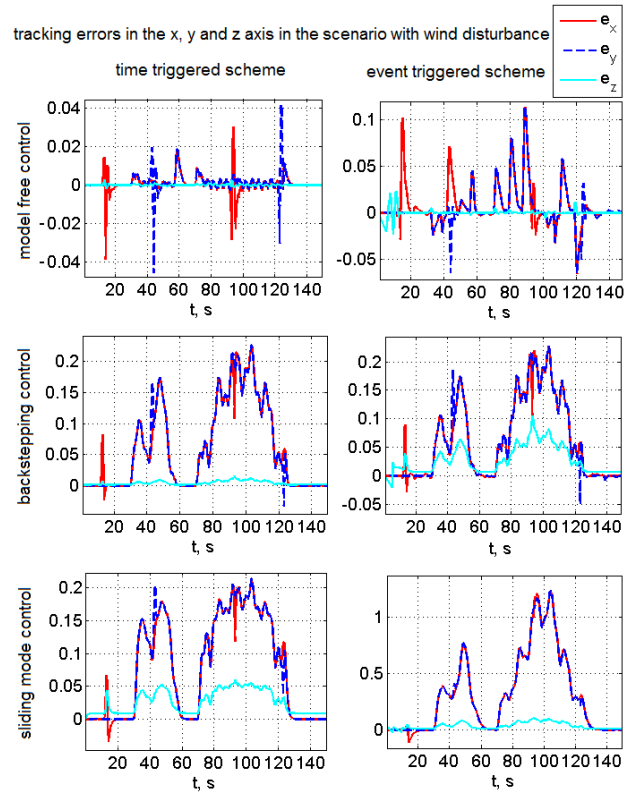 tracking errors in the x, y and z axis in the scenario with wind disturbance
e_x
e_y
e_z
time triggered scheme
event triggered scheme
model free control
0.04
0.02
0
-0.02
-0.04
20 40 60 80 100 120 140
t, s
0.1
0.05
0
-0.05
20 40 60 80 100 120 140
t, s
backstepping control
0.2
0.15
0.1
0.05
0
20 40 60 80 100 120 140
t, s
0.2
0.15
0.1
0.05
0
-0.05
20 40 60 80 100 120 140
t, s
sliding mode control
0.2
0.15
0.1
0.05
0
20 40 60 80 100 120 140
t, s
1
0.5
0
20 40 60 80 100 120 140
t, s